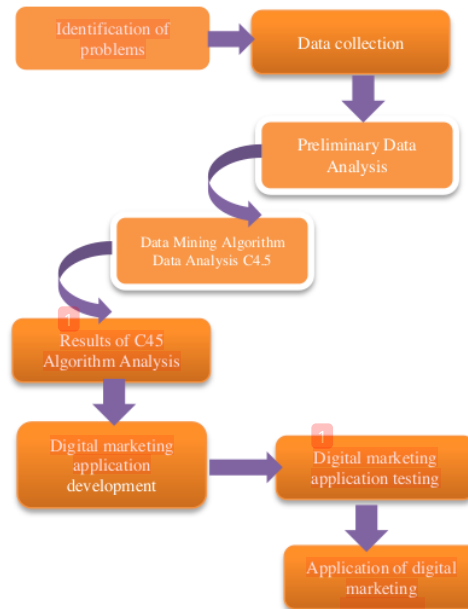 Identification of
problems
Data collection
Preliminary Data
Analysis
Data Mining Algorithm
Data Analysis C4.5
1
Results of C45
Algorithm Analysis
Digital marketing
application
development
1
Digital marketing
application testing
Application of digital
marketing